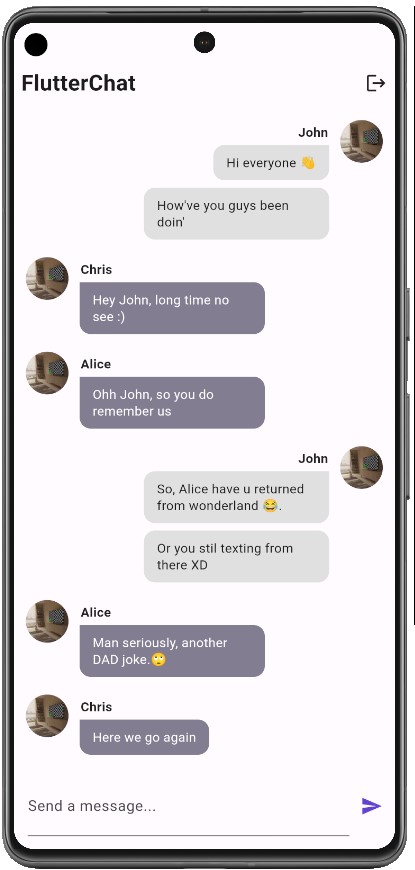 FlutterChat
John
Hi everyone 👋
How've you guys been
doin'
Chris
Hey John, long time no
see :)
Alice
Ohh John, so you do
remember us
John
So, Alice have u returned
from wonderland 😂.
Or you stil texting from
there XD
Alice
Man seriously, another
DAD joke.🙄
Chris
Here we go again
Send a message...